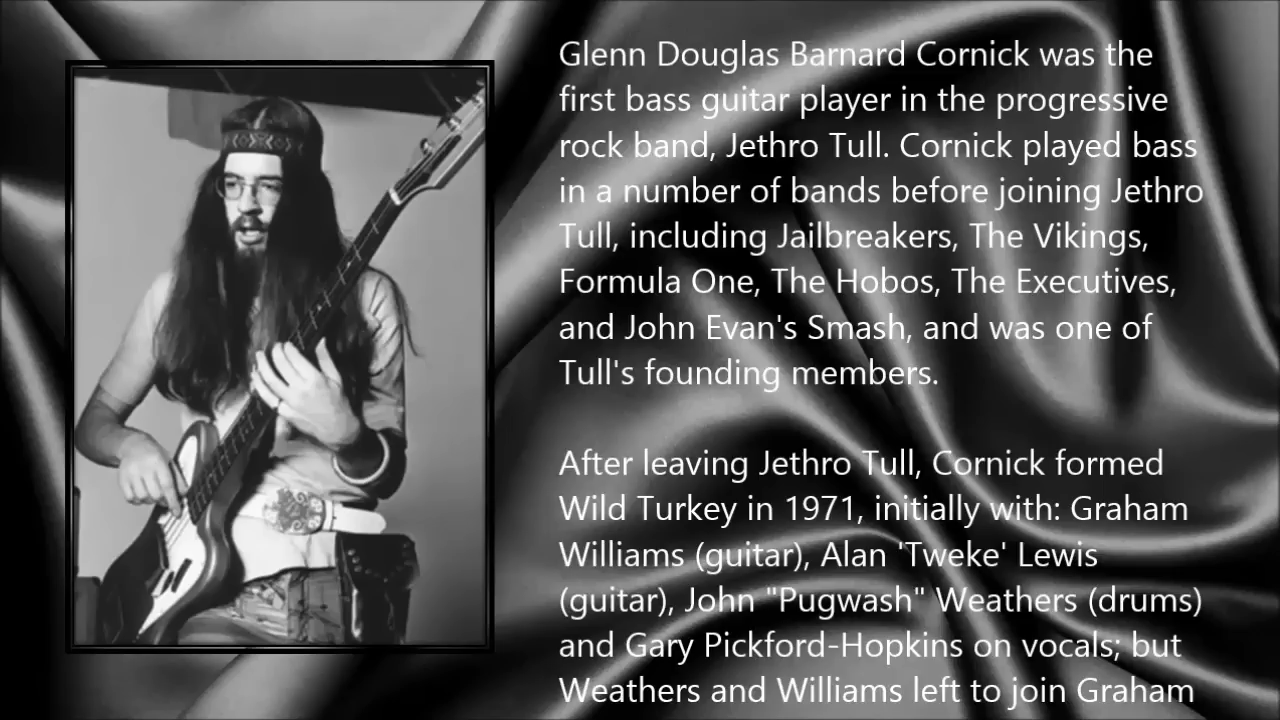 Glenn Douglas Barnard Cornick was the
first bass guitar player in the progressive
rock band, Jethro Tull. Cornick played bass
in a number of bands before joining Jethro
Tull, including Jailbreakers, The Vikings,
Formula One, The Hobos, The Executives,
and John Evan's Smash, and was one of
Tull's founding members.
After leaving Jethro Tull, Cornick formed
Wild Turkey in 1971, initially with: Graham
Williams (guitar), Alan 'Tweke' Lewis
(guitar), John "Pugwash" Weathers (drums)
and Gary Pickford-Hopkins on vocals; but
Weathers and Williams left to join Graham